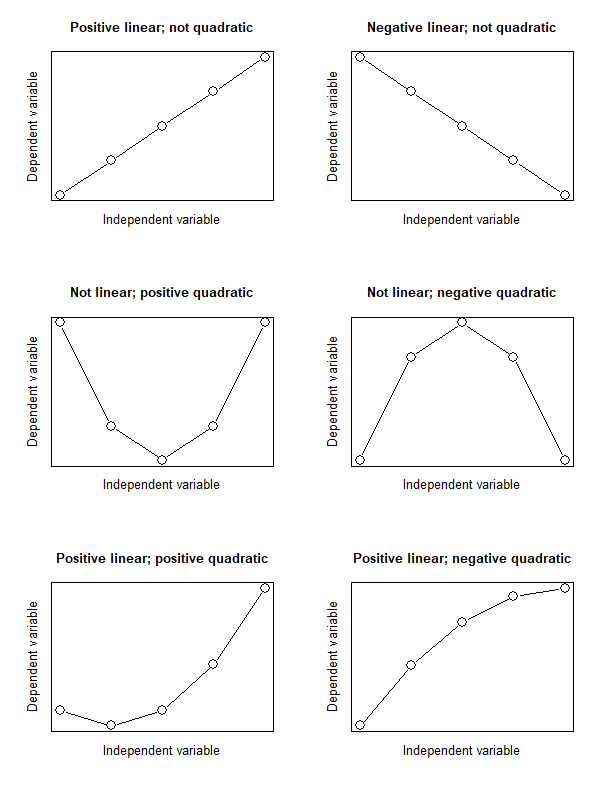 Positive linear; not quadratic
Dependent variable
Independent variable
Negative linear; not quadratic
Dependent variable
Independent variable
Not linear; positive quadratic
Dependent variable
Independent variable
Not linear; negative quadratic
Dependent variable
Independent variable
Positive linear; positive quadratic
Dependent variable
Independent variable
Positive linear; negative quadratic
Dependent variable
Independent variable